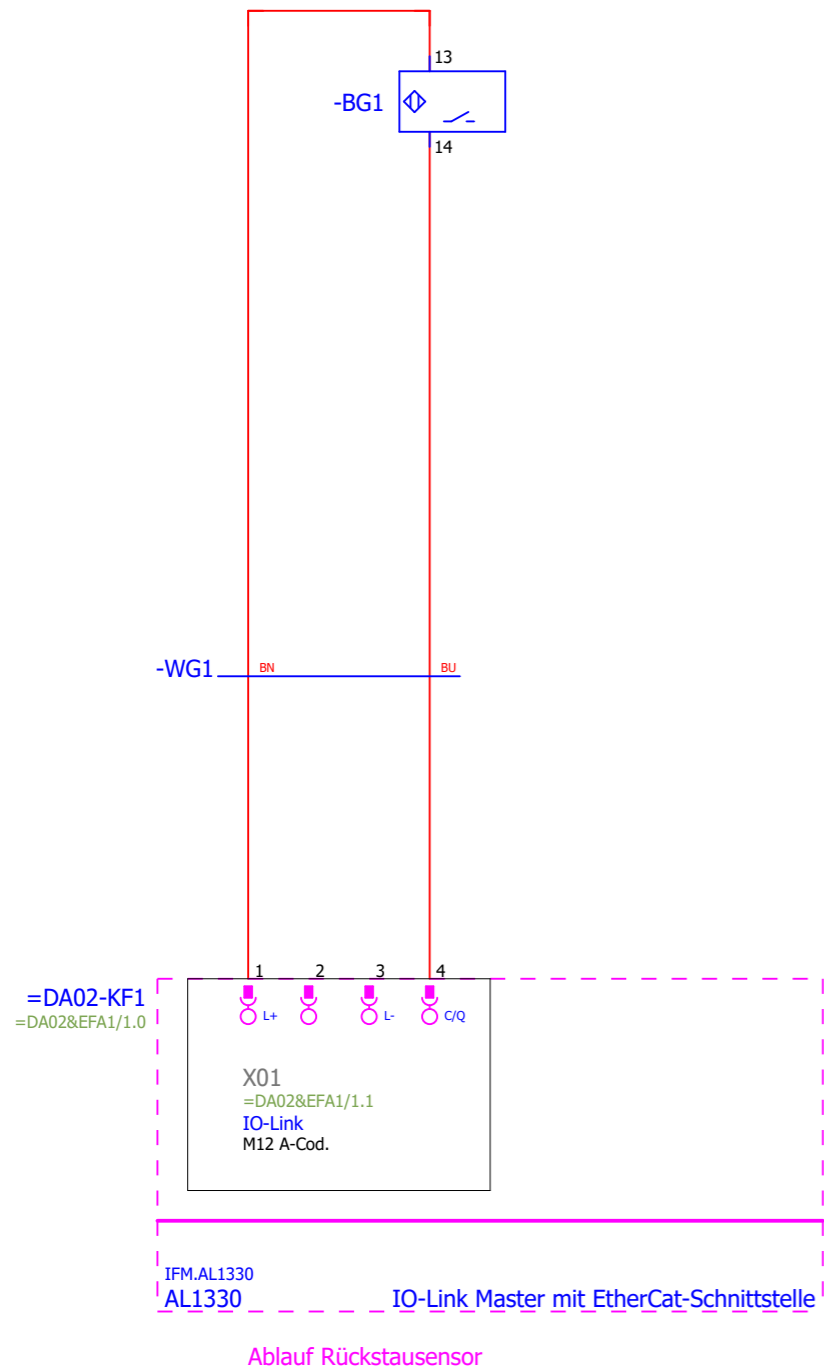 13
-BG1
14
-WG1
BN
BU
1 2 3 4
=DA02-KF1
=DA02&EFA1/1.0
L+ L- C/Q
X01
=DA02&EFA1/1.1
IO-Link
M12 A-Cod.
IFM.AL1330
AL1330
IO-Link Master mit EtherCat-Schnittstelle
Ablauf Rückstausensor